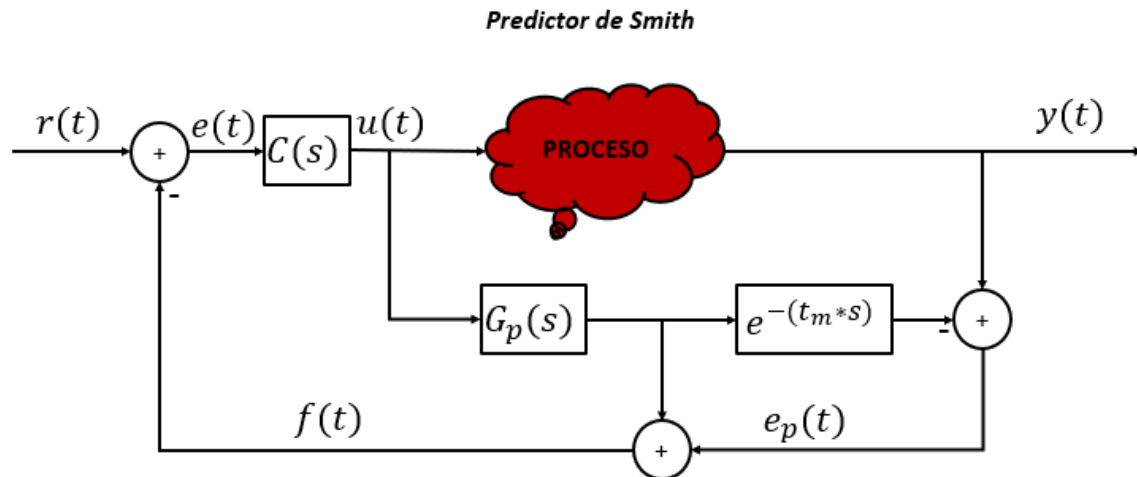 Predictor de Smith
r(t)
+
-
e(t)
C(s)
u(t)
PROCESO
y(t)
G_p(s)
e^{-(t_m*s)}
-
+
f(t)
+
e_p(t)